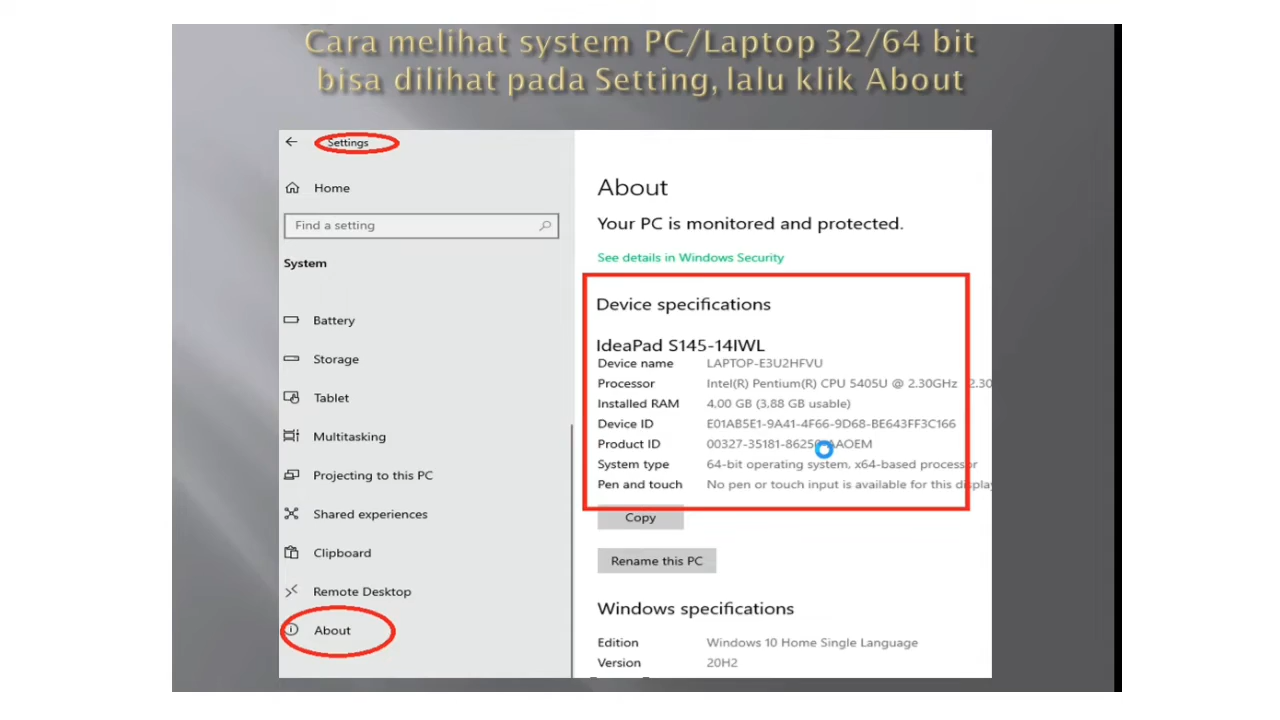 Cara melihat system PC/Laptop 32/64 bit
bisa dilihat pada Setting, lalu klik About
Settings
Home
Find a setting
System
Battery
Storage
Tablet
Multitasking
Projecting to this PC
Shared experiences
Clipboard
Remote Desktop
About
About
Your PC is monitored and protected.
See details in Windows Security
Device specifications
IdeaPad S145-14IWL
Device name LAPTOP-E3U2HFVU
Processor Intel(R) Pentium(R) CPU 5405U @ 2.30GHz 2.30
Installed RAM 4,00 GB (3,88 GB usable)
Device ID E01AB5E1-9A41-4F66-9D68-BE643FF3C166
Product ID
System type 64-bit operating system, x64-based processor
Pen and touch No pen or touch input is available for this display
Copy
Rename this PC
Windows specifications
Edition Windows 10 Home Single Language
Version 20H2